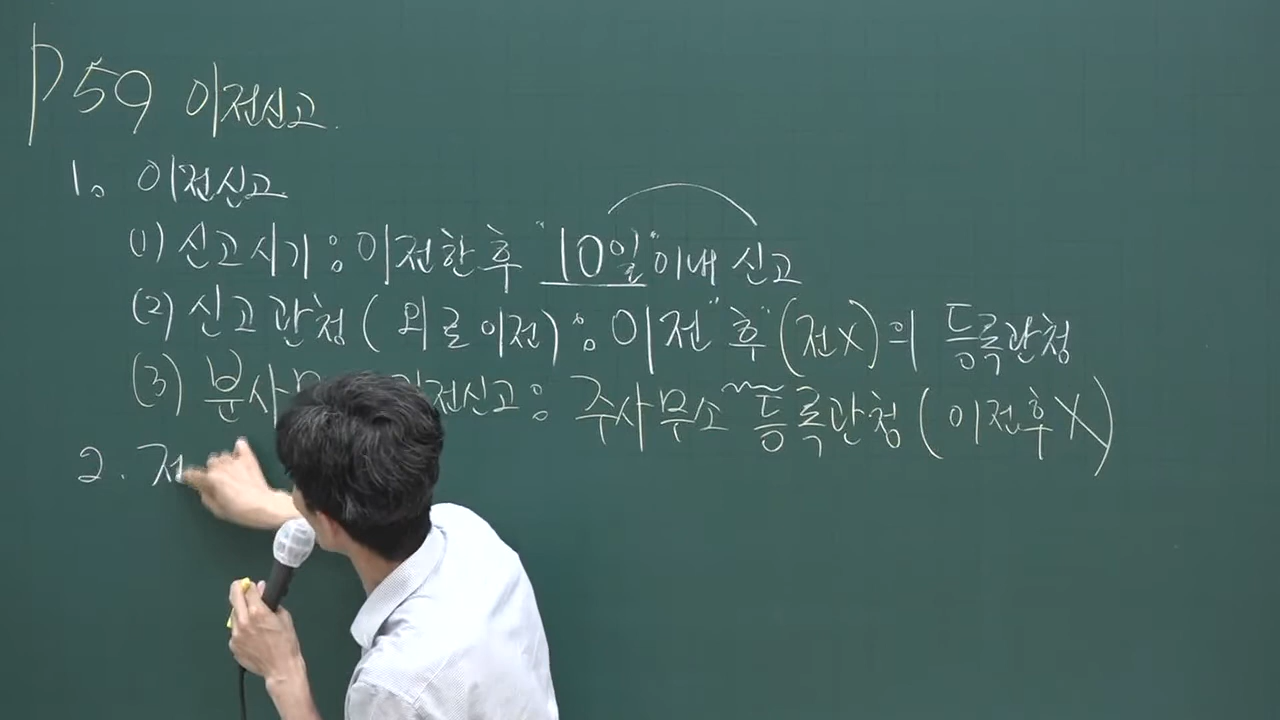 P59 이전신고.
1。 이전신고.
(1) 신고시기 : 이전한 후 "10일" 이내 신고
(2) 신고관청 ( 외로이전 ) : 이전 "후" (전X)의 등록관청
(3) 분사 전신고 : 주사무소 등록관청 ( 이전후 X )
2. 저